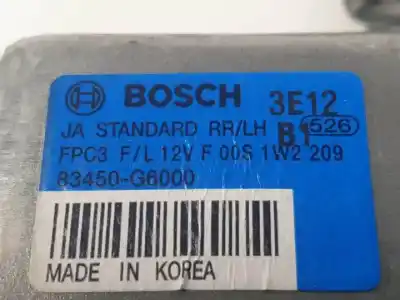 BOSCH 3E12
JA STANDARD RR/LH B1 526
FPC3 F/L 12V F 00S 1W2 209
83450-G6000
MADE IN KOREA